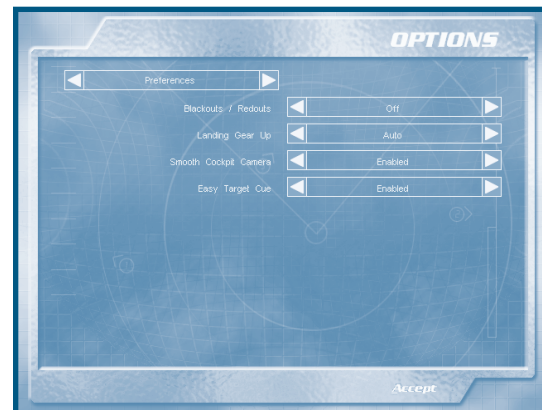 OPTIONS
Preferences
Blackouts / Redouts Off
Landing Gear Up Auto
Smooth Cockpit Camera Enabled
Easy Target Cue Enabled
Accept